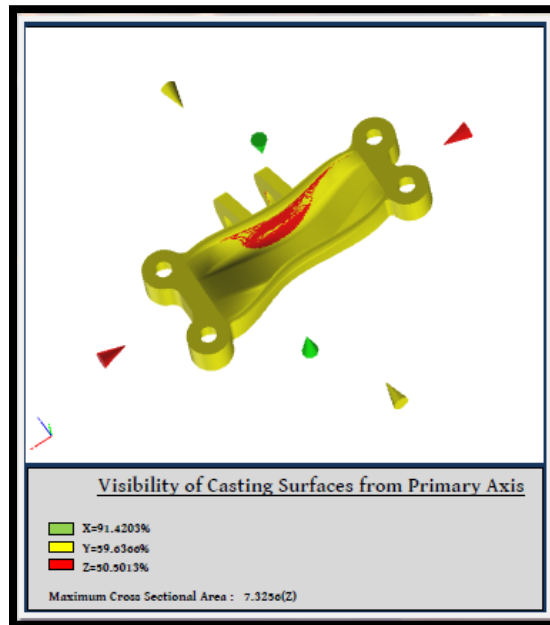 Visibility of Casting Surfaces from Primary Axis
X=91.4203%
Y=59.6366%
Z=50.5013%
Maximum Cross Sectional Area : 7.3256(Z)